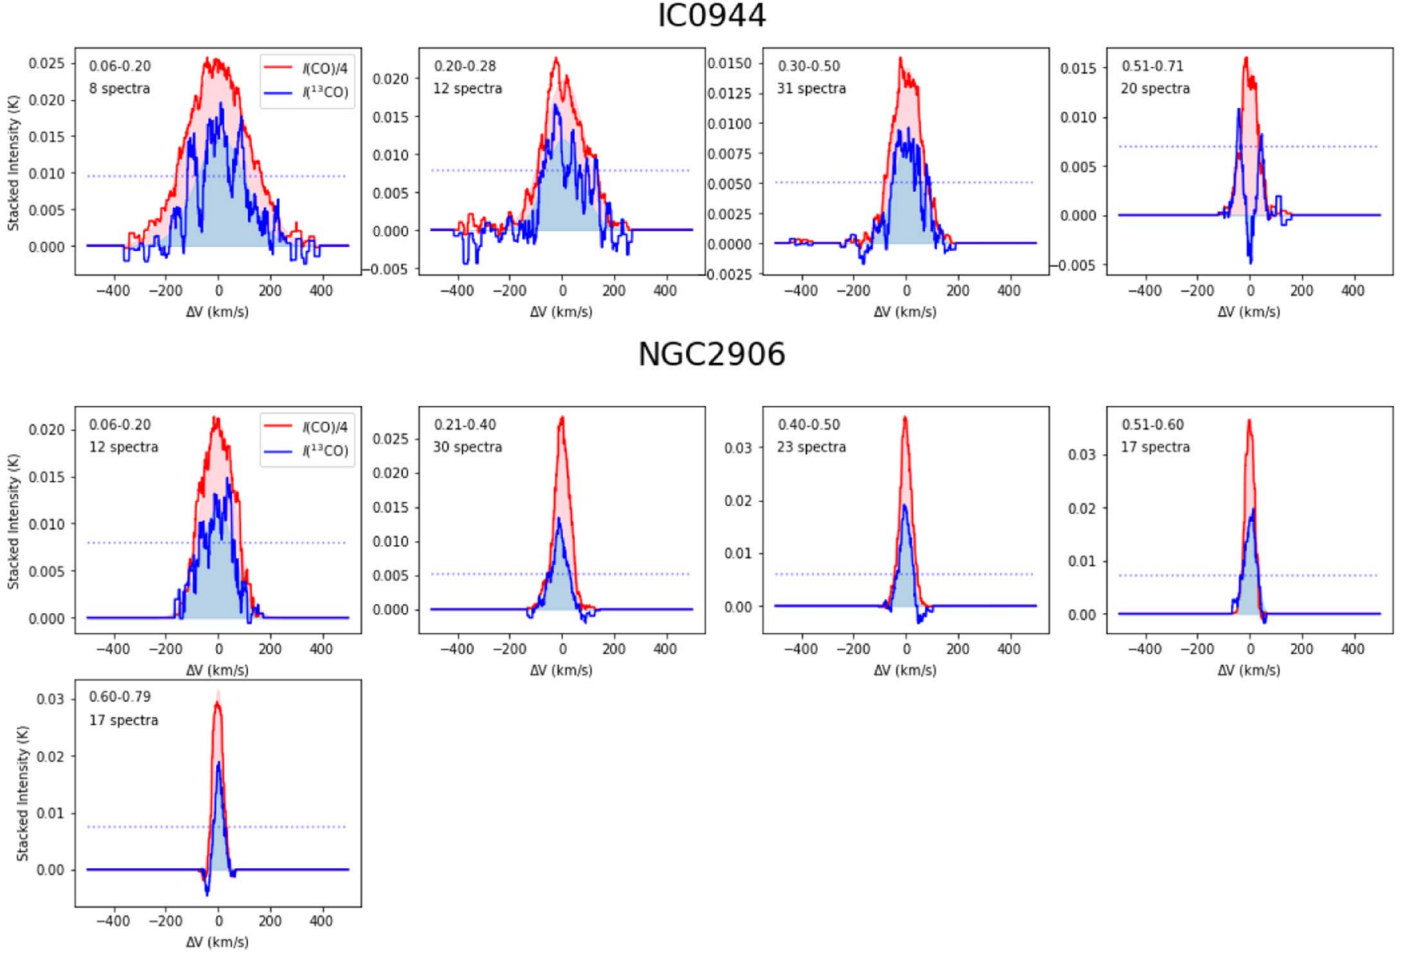 IC0944
0.06-0.20
8 spectra
I(CO)/4
I(¹³CO)
Stacked Intensity (K)
0.025
0.020
0.015
0.010
0.005
0.000
−400 −200 0 200 400
ΔV (km/s)
0.20-0.28
12 spectra
0.020
0.015
0.010
0.005
0.000
−0.005
−400 −200 0 200 400
ΔV (km/s)
0.30-0.50
31 spectra
0.0150
0.0125
0.0100
0.0075
0.0050
0.0025
0.0000
0.0025
−400 −200 0 200 400
ΔV (km/s)
0.51-0.71
20 spectra
0.015
0.010
0.005
0.000
−0.005
−400 −200 0 200 400
ΔV (km/s)
NGC2906
0.06-0.20
12 spectra
I(CO)/4
I(¹³CO)
Stacked Intensity (K)
0.020
0.015
0.010
0.005
0.000
−400 −200 0 200 400
ΔV (km/s)
0.21-0.40
30 spectra
0.025
0.020
0.015
0.010
0.005
0.000
−400 −200 0 200 400
ΔV (km/s)
0.40-0.50
23 spectra
0.03
0.02
0.01
0.00
−400 −200 0 200 400
ΔV (km/s)
0.51-0.60
17 spectra
0.03
0.02
0.01
0.00
−400 −200 0 200 400
ΔV (km/s)
0.60-0.79
17 spectra
Stacked Intensity (K)
0.03
0.02
0.01
0.00
−400 −200 0 200 400
ΔV (km/s)